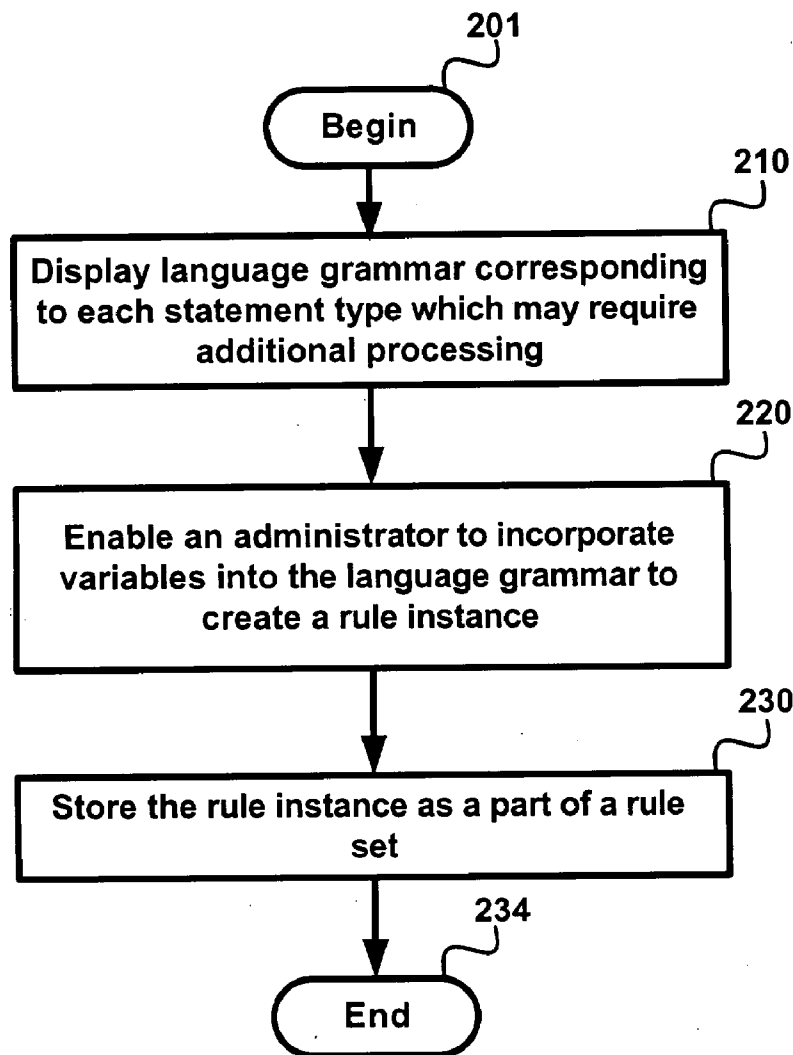 201
Begin
210
Display language grammar corresponding
to each statement type which may require
additional processing
220
Enable an administrator to incorporate
variables into the language grammar to
create a rule instance
230
Store the rule instance as a part of a rule
set
234
End